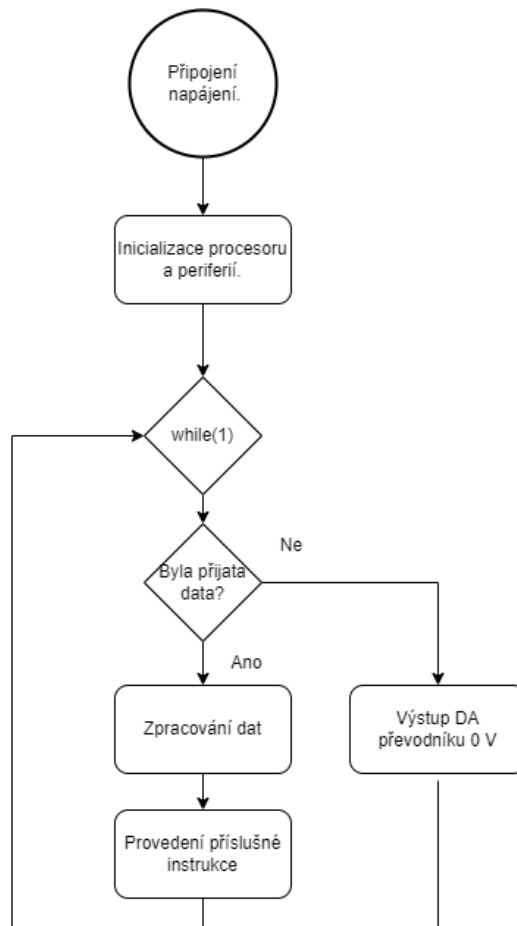 Připojení
napájení.
Inicializace procesoru
a periferií.
while(1)
Byla přijata
data?
Ne
Ano
Zpracování dat
Výstup DA
převodníku 0 V
Provedení příslušné
instrukce